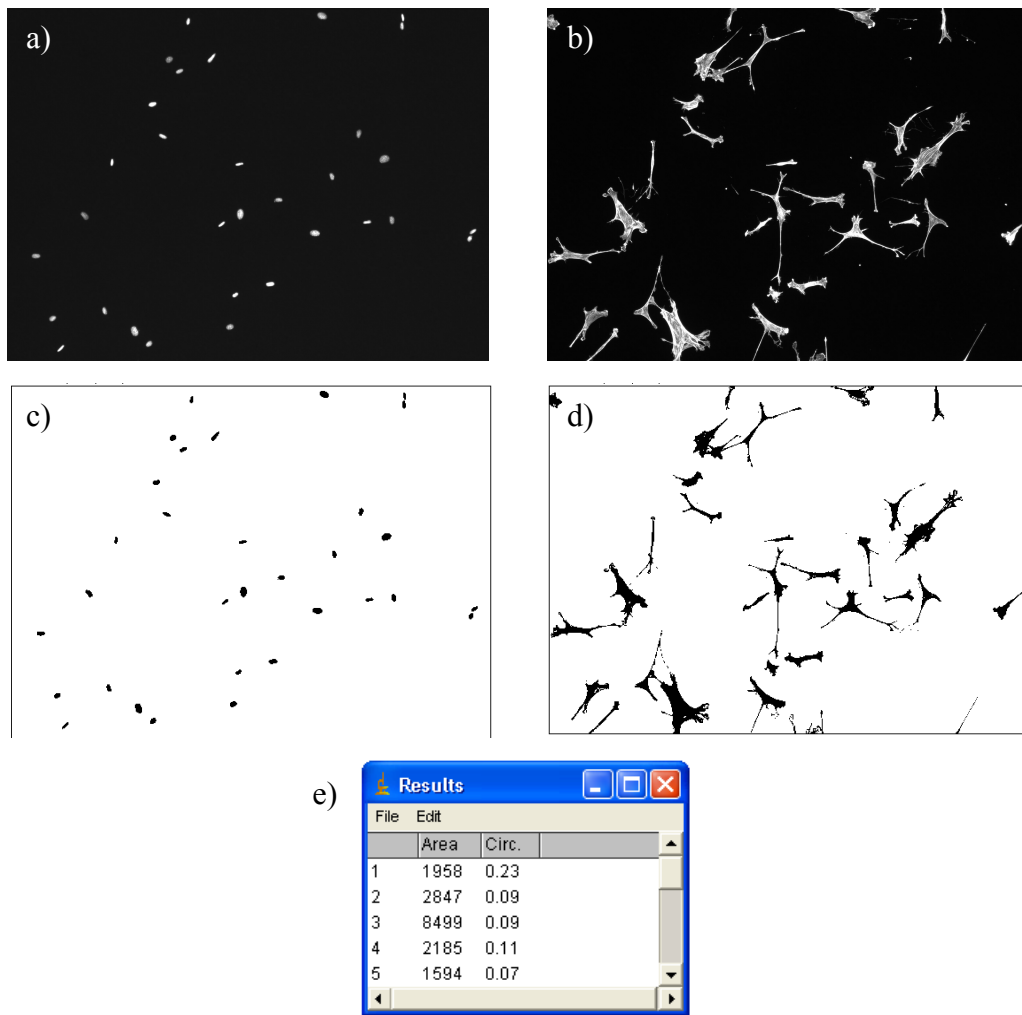 a)
b)
c)
d)
e)
Results
File Edit
Area Circ.
1 1958 0.23
2 2847 0.09
3 8499 0.09
4 2185 0.11
5 1594 0.07